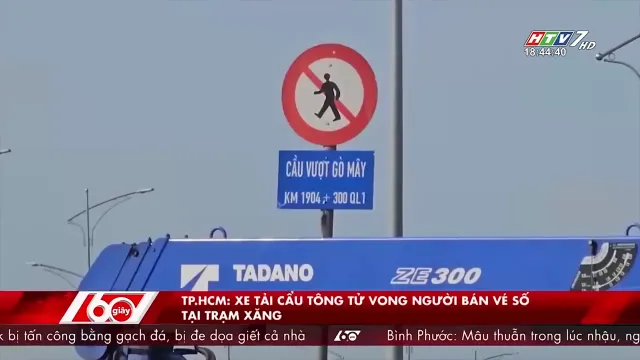 HTV7 HD
18:44:40
CẦU VƯỢT GÒ MÂY
KM 1904 + 300 QL1
TADANO
ZE300
60 giây
TP.HCM: XE TẢI CẨU TÔNG TỬ VONG NGƯỜI BÁN VÉ SỐ
TẠI TRẠM XĂNG
k bị tấn công bằng gạch đá, bị đe dọa giết cả nhà 60 Bình Phước: Mâu thuẫn trong lúc nhậu, n